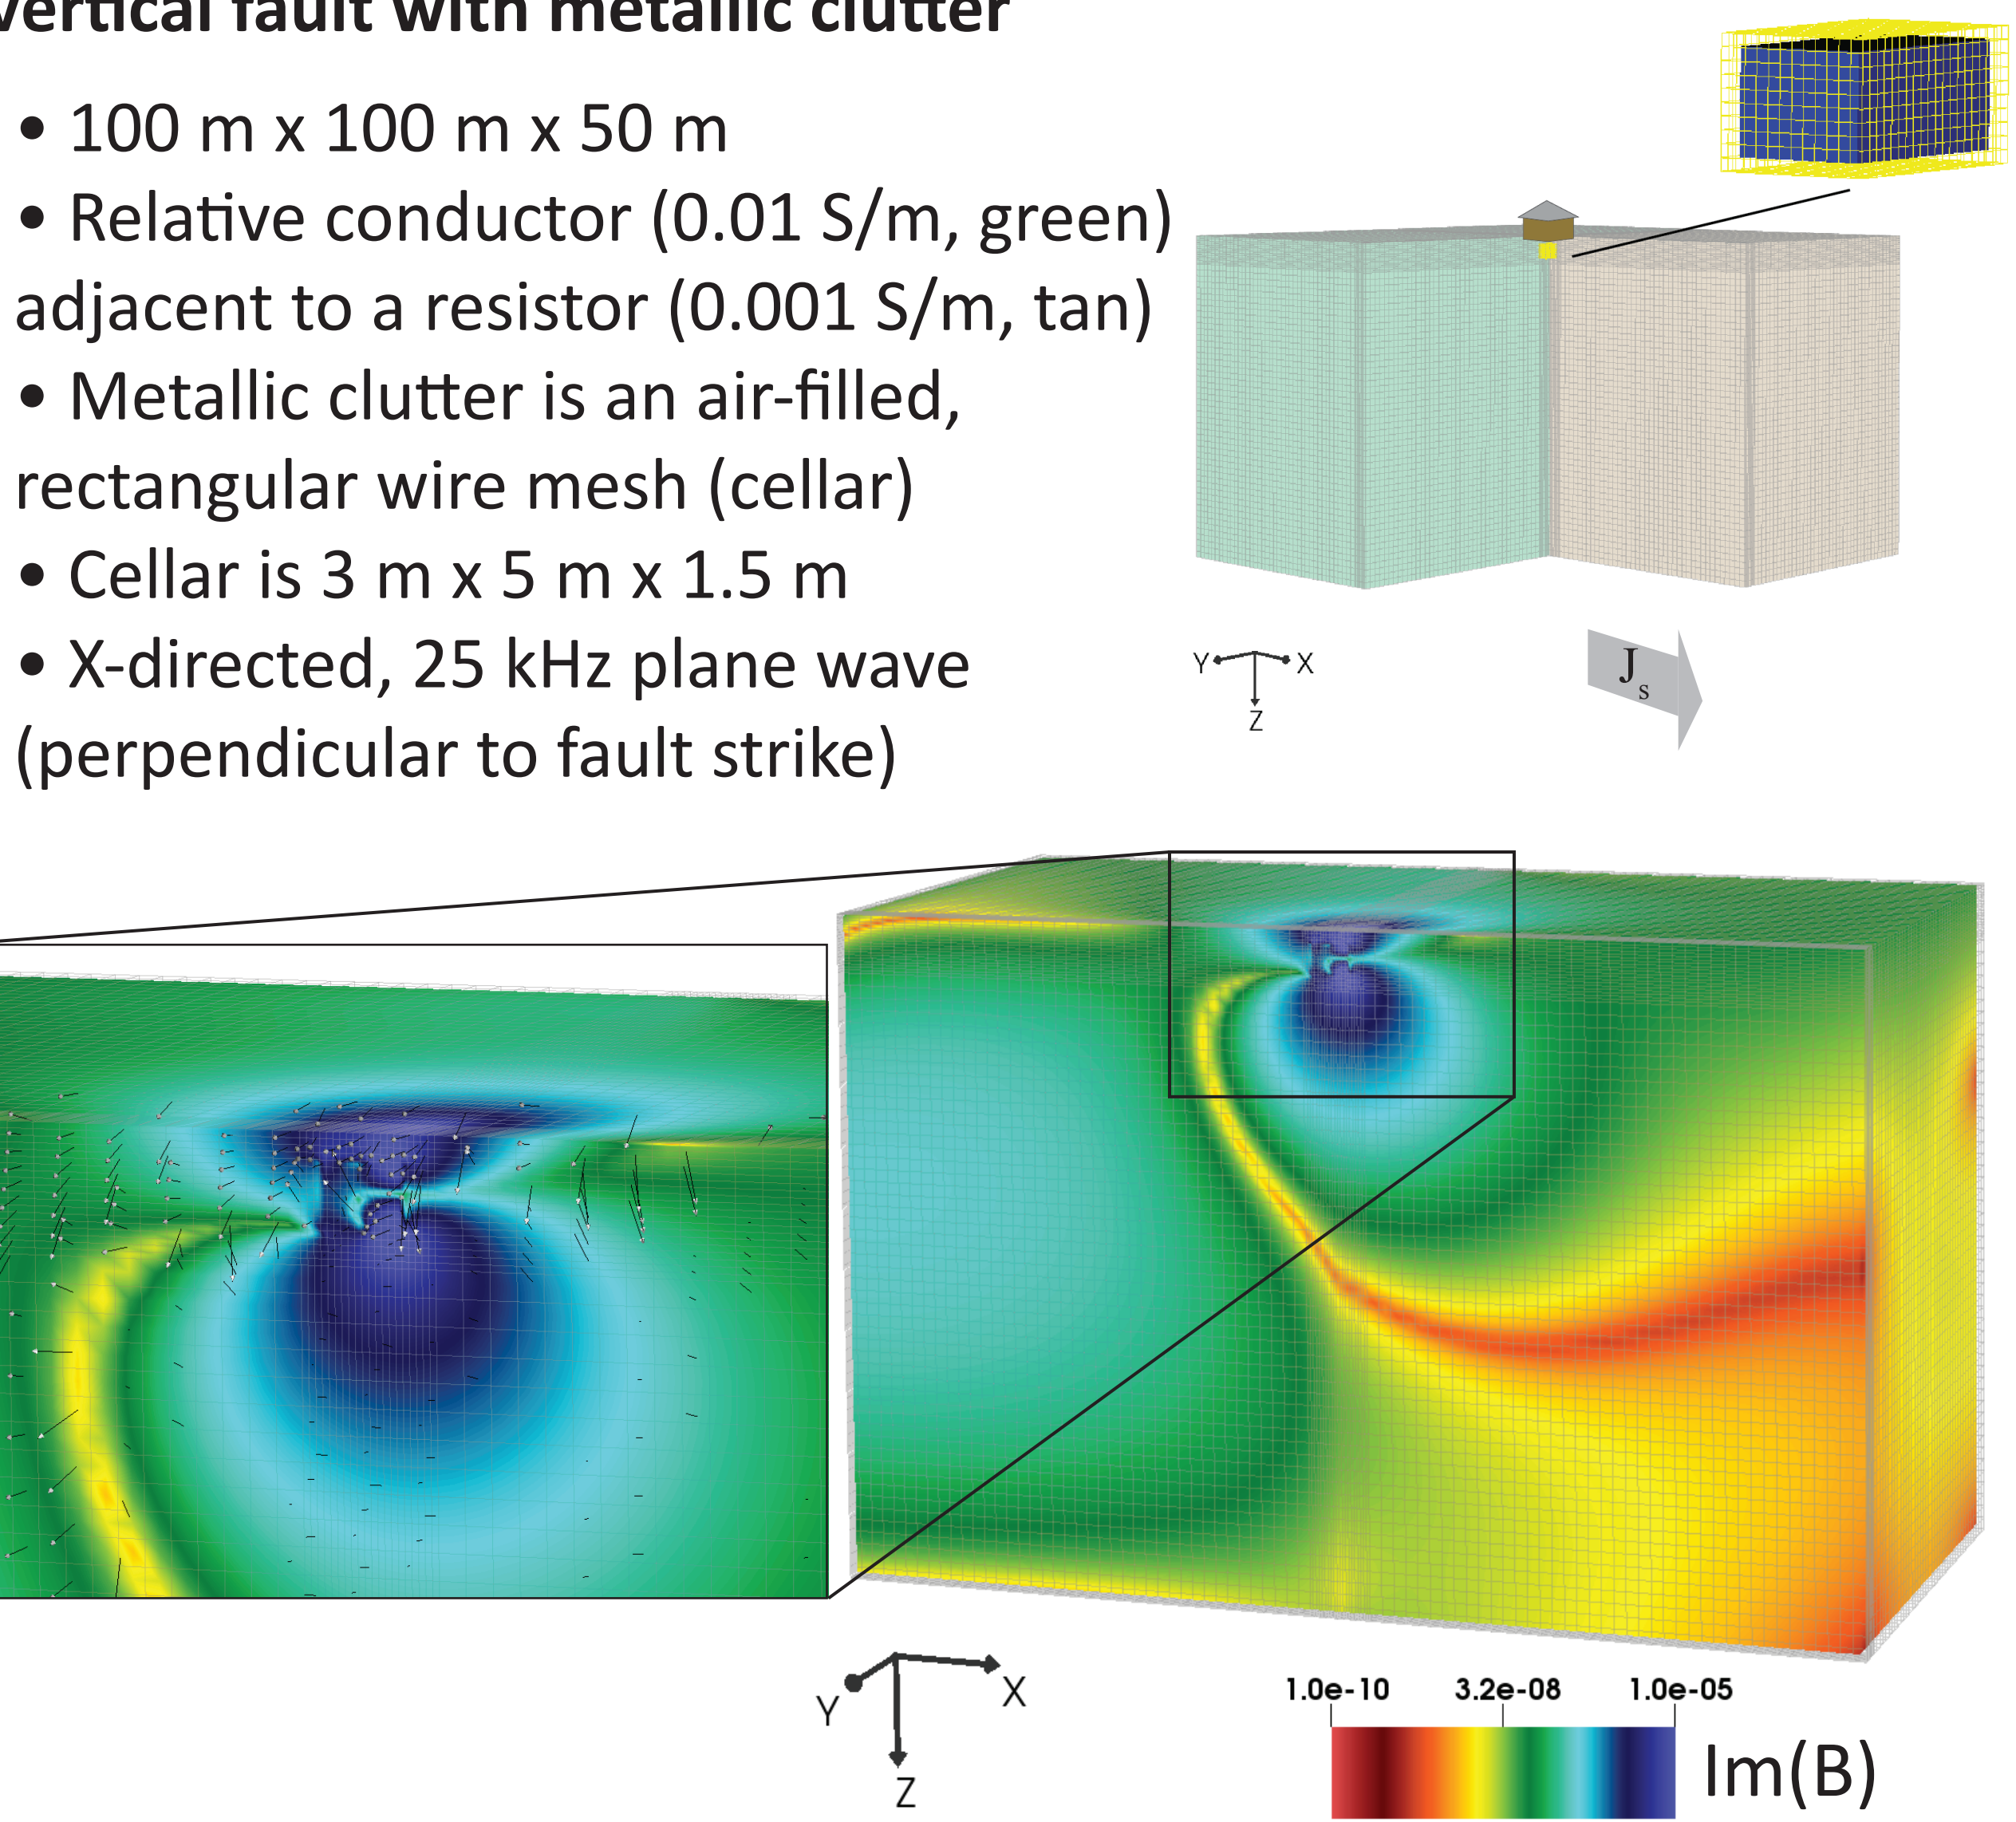 vertical fault with metallic clutter
• 100 m x 100 m x 50 m
• Relative conductor (0.01 S/m, green)
adjacent to a resistor (0.001 S/m, tan)
• Metallic clutter is an air-filled,
rectangular wire mesh (cellar)
• Cellar is 3 m x 5 m x 1.5 m
• X-directed, 25 kHz plane wave
(perpendicular to fault strike)
Y X
Z
Js
Y X
Z
1.0e-10 3.2e-08 1.0e-05
Im(B)